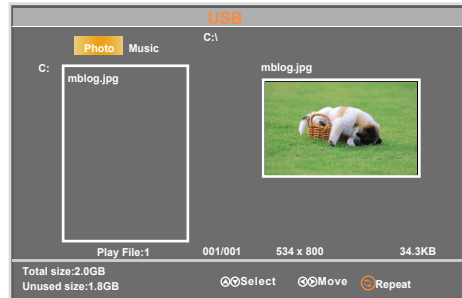 USB
Photo Music
C:\
C:
mblog.jpg
mblog.jpg
Play File:1 001/001 534 x 800 34.3KB
Total size:2.0GB
Unused size:1.8GB
Select Move Repeat